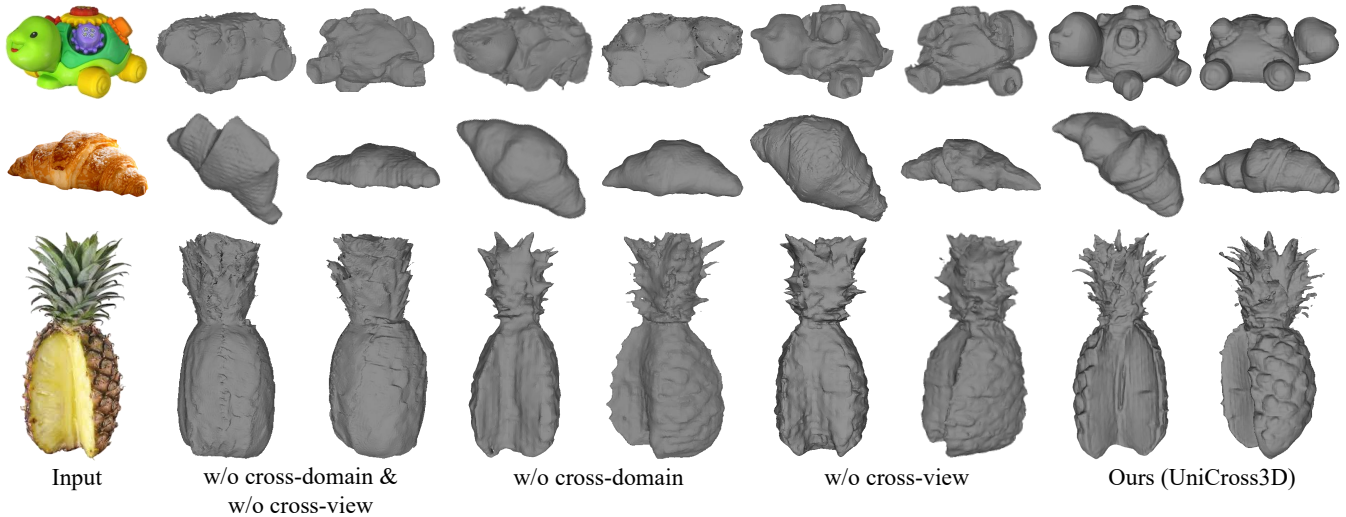 Input
w/o cross-domain &
w/o cross-view
w/o cross-domain
w/o cross-view
Ours (UniCross3D)